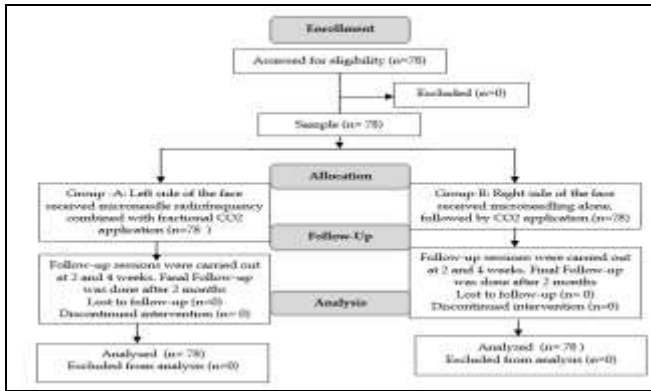 Enrollment
Assessed for eligibility (n=78)
Excluded (n=0)
Sample (n= 78)
Allocation
Group -A: Left side of the face
received microneedle radiofrequency
combined with fractional CO2
application (n=78 )
Group B: Right side of the face
received microneedling alone,
followed by CO2 application.(n=78)
Follow-Up
Follow-up sessions were carried out
at 2 and 4 weeks. Final Follow-up
was done after 2 months
Lost to follow-up (n=0)
Discontinued intervention (n= 0)
Follow-up sessions were carried out
at 2 and 4 weeks. Final Follow-up
was done after 2 months
Lost to follow-up (n= 0)
Discontinued intervention (n=0)
Analysis
Analysed (n= 78)
Excluded from analysis (n=0)
Analyzed (n= 78 )
Excluded from analysis (n=0)